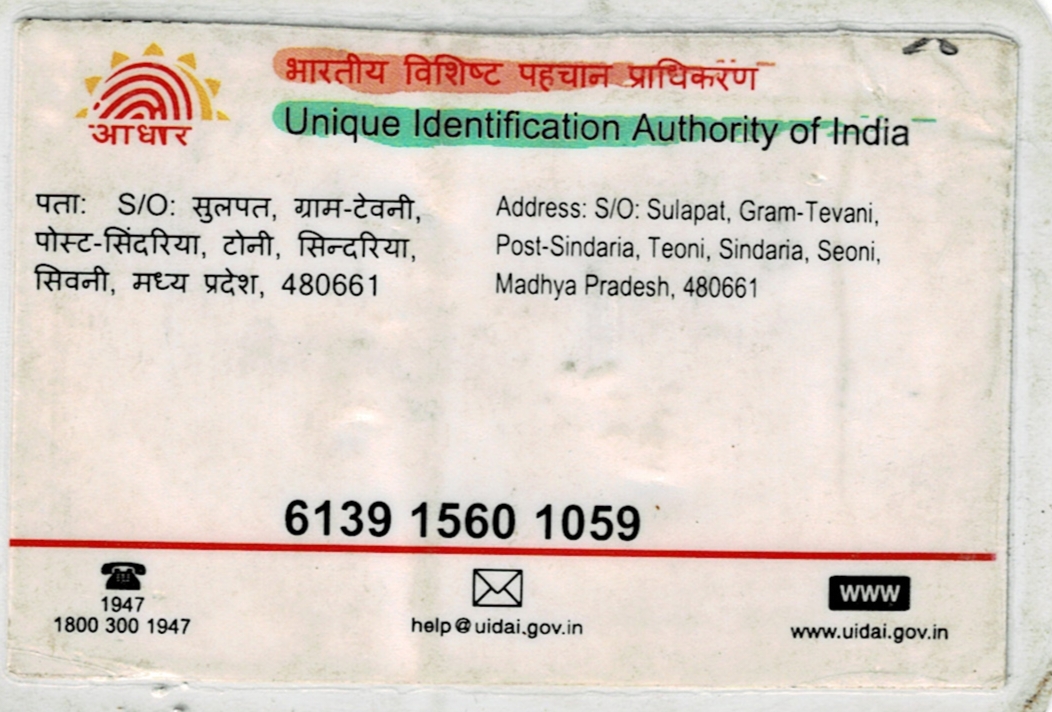 भारतीय विशिष्ट पहचान प्राधिकरण
आधार
Unique Identification Authority of India
पता: S/O: सुलपत, ग्राम-टेवनी,
पोस्ट-सिंदरिया, टोनी, सिन्दरिया,
सिवनी, मध्य प्रदेश, 480661
Address: S/O: Sulapat, Gram-Tevani,
Post-Sindaria, Teoni, Sindaria, Seoni,
Madhya Pradesh, 480661
6139 1560 1059
1947
1800 300 1947
help@uidai.gov.in
WWW
www.uidai.gov.in